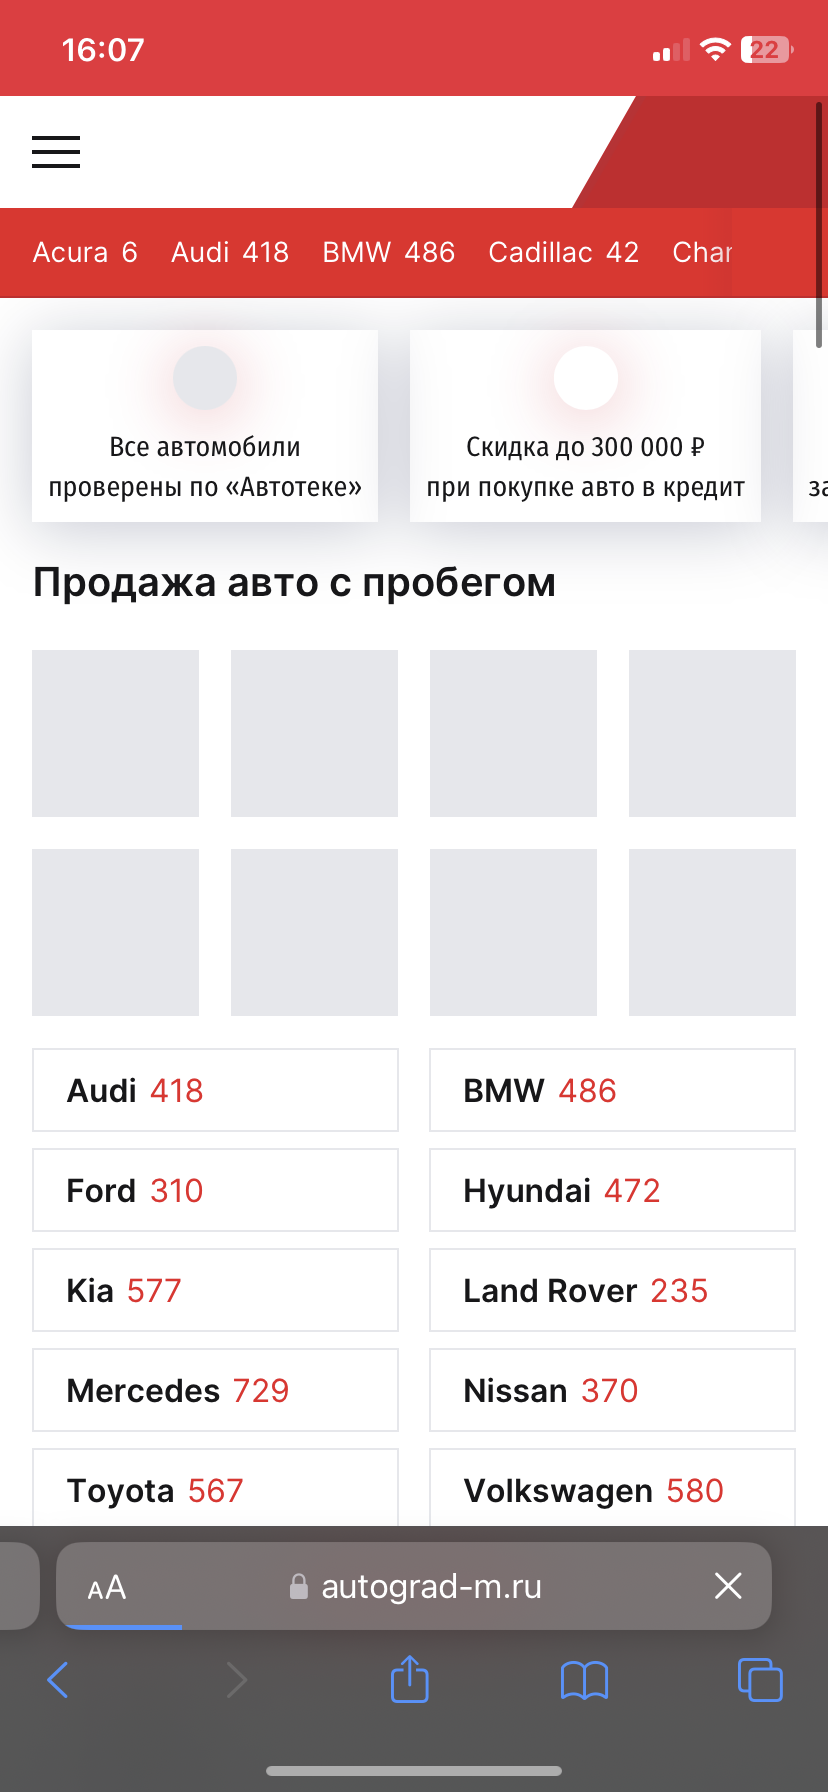 16:07
22
Acura 6 Audi 418 BMW 486 Cadillac 42
Все автомобили
проверены по «Автотеке»
Скидка до 300 000 ₽
при покупке авто в кредит
Продажа авто с пробегом
Audi 418
BMW 486
Ford 310
Hyundai 472
Kia 577
Land Rover 235
Mercedes 729
Nissan 370
Toyota 567
Volkswagen 580
AA autograd-m.ru